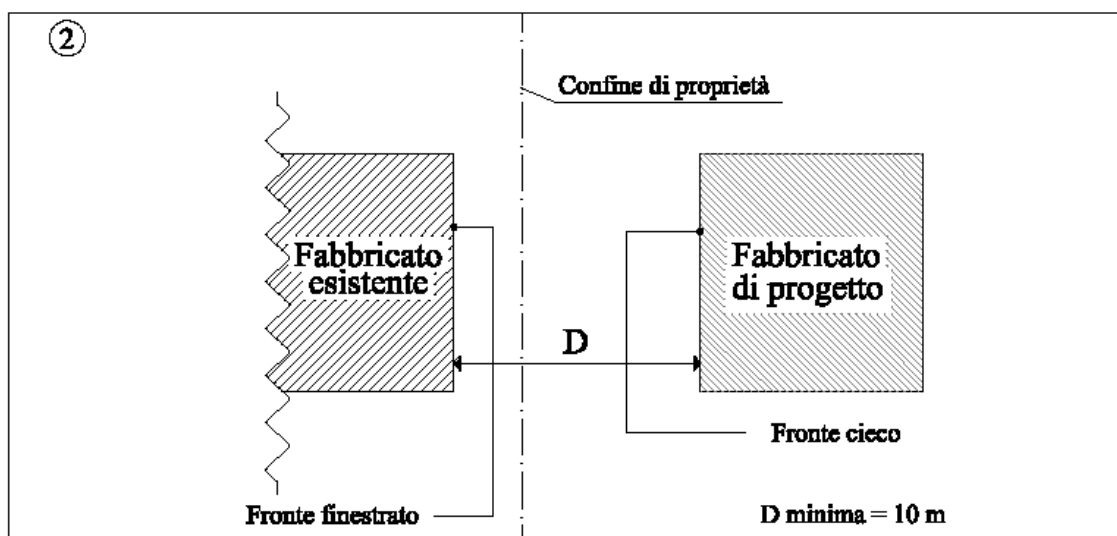 2
Confine di proprietà
Fabbricato
esistente
Fabbricato
di progetto
D
Fronte cieco
Fronte finestrato
D minima = 10 m